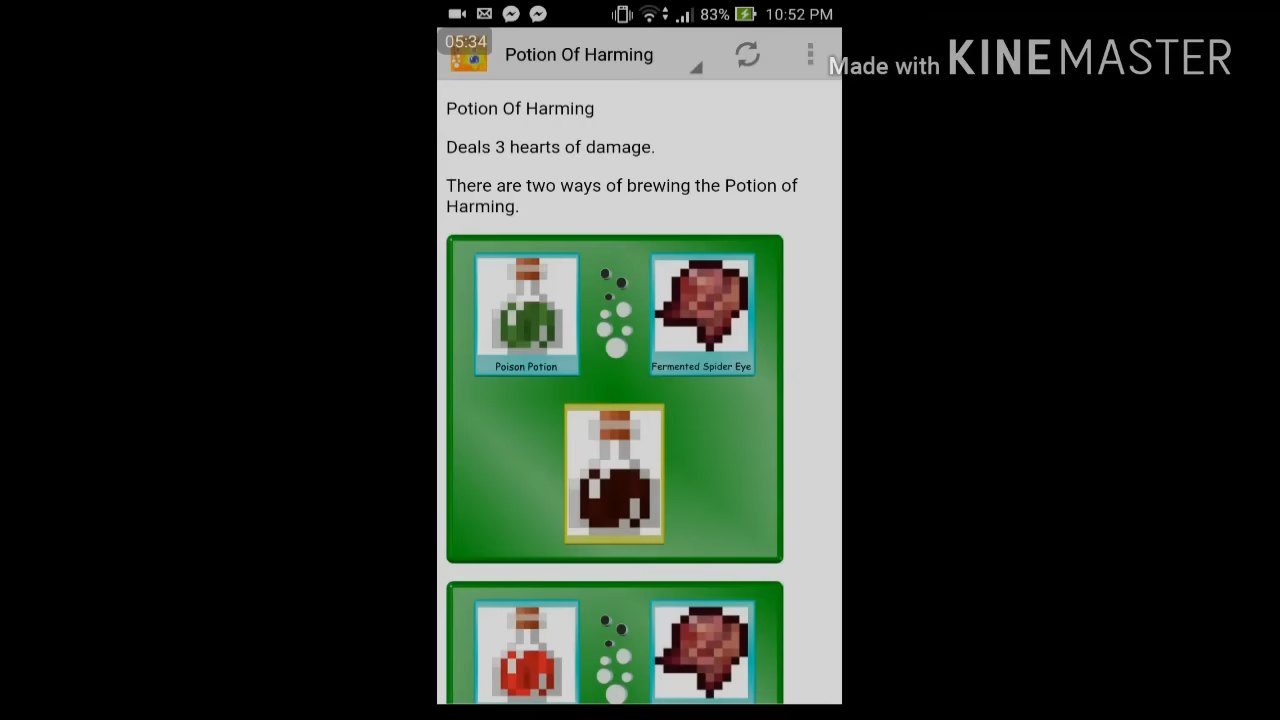 83% 10:52 PM
05:34
Potion Of Harming
Made with KINEMASTER
Potion Of Harming
Deals 3 hearts of damage.
There are two ways of brewing the Potion of
Harming.
Poison Potion
Fermented Spider Eye